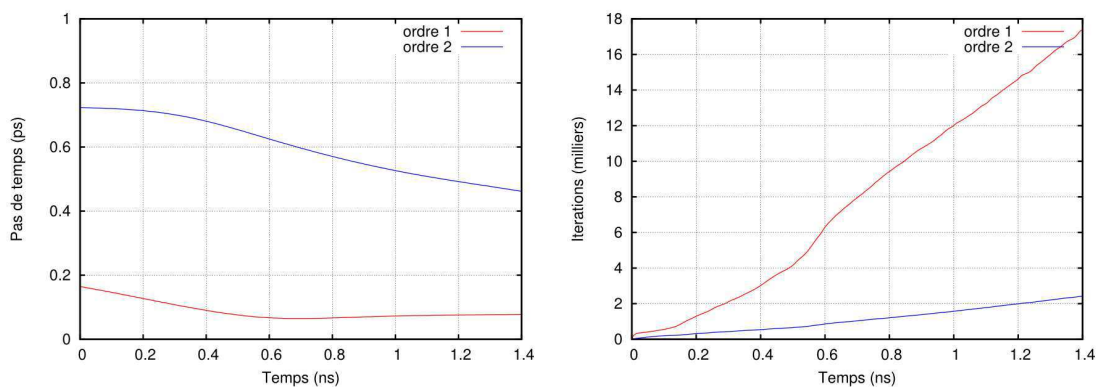 Pas de temps (ps)
1
0.8
0.6
0.4
0.2
0
ordre 1
ordre 2
0 0.2 0.4 0.6 0.8 1 1.2 1.4
Temps (ns)
Iterations (milliers)
18
16
14
12
10
8
6
4
2
0
ordre 1
ordre 2
0 0.2 0.4 0.6 0.8 1 1.2 1.4
Temps (ns)